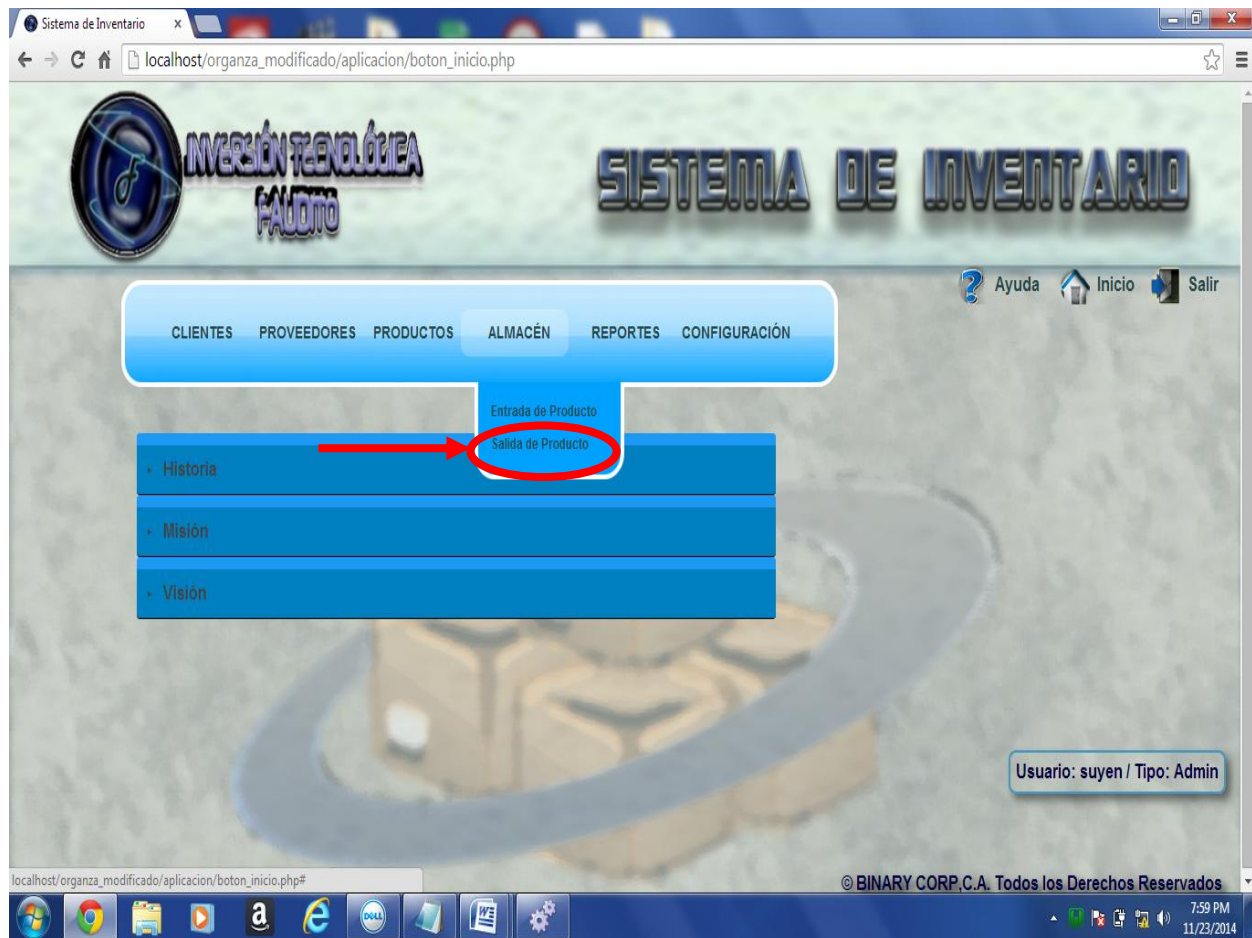 Sistema de Inventario
localhost/organza_modificado/aplicacion/boton_inicio.php
INVERSIÓN TECNOLÓGICA
FAUDITO
SISTEMA DE INVENTARIO
Ayuda Inicio Salir
CLIENTES PROVEEDORES PRODUCTOS ALMACÉN REPORTES CONFIGURACIÓN
Entrada de Producto
Salida de Producto
Historia
Misión
Visión
Usuario: suyen / Tipo: Admin
localhost/organza_modificado/aplicacion/boton_inicio.php#
© BINARY CORP,C.A. Todos los Derechos Reservados
7:59 PM
11/23/2014